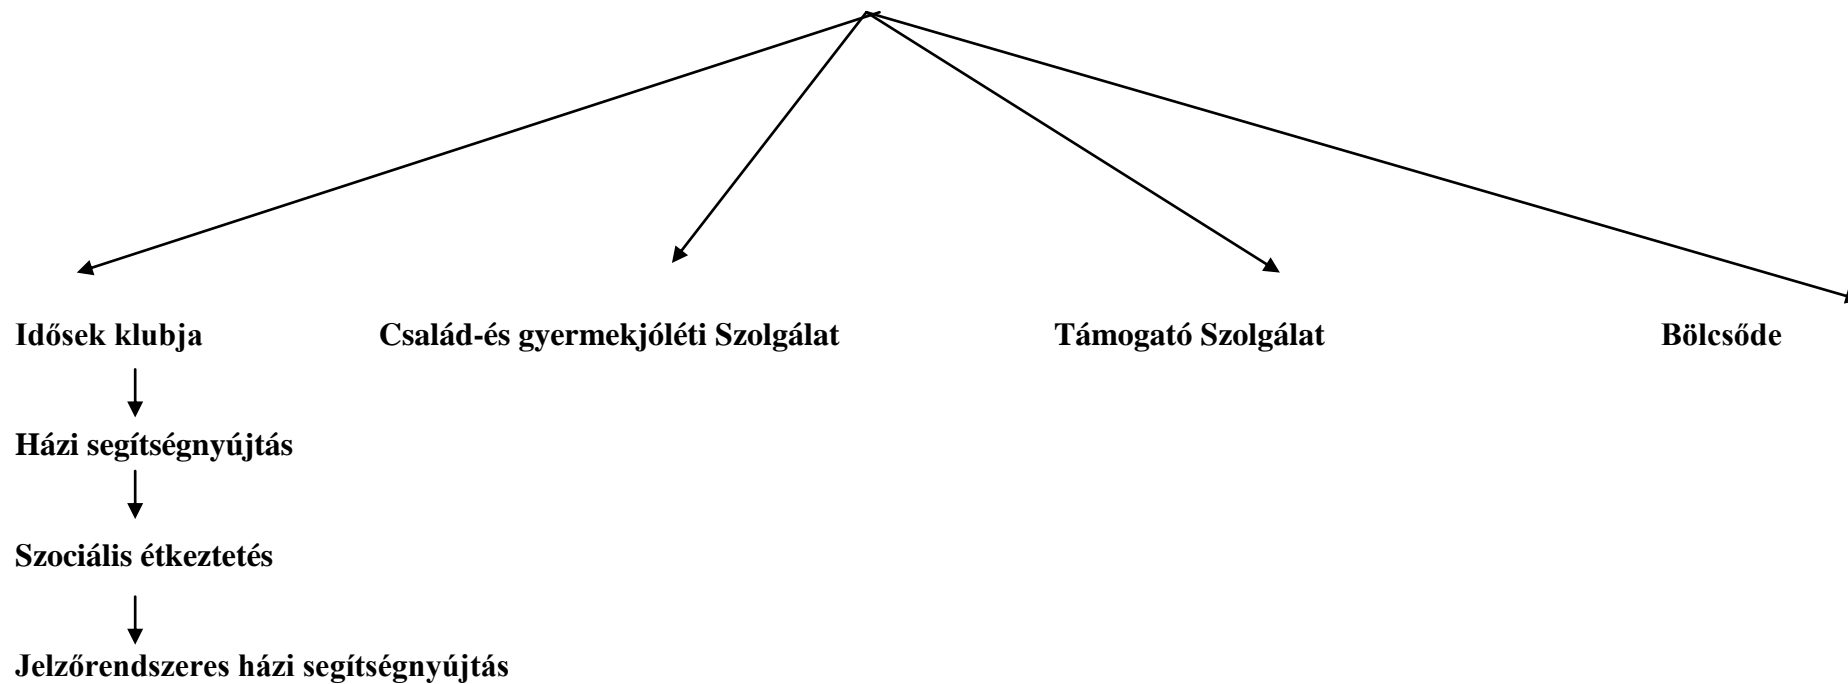 Idősek klubja Család-és gyermekjóléti Szolgálat Támogató Szolgálat Bölcsőde
Házi segítségnyújtás
Szociális étkeztetés
Jelzőrendszeres házi segítségnyújtás